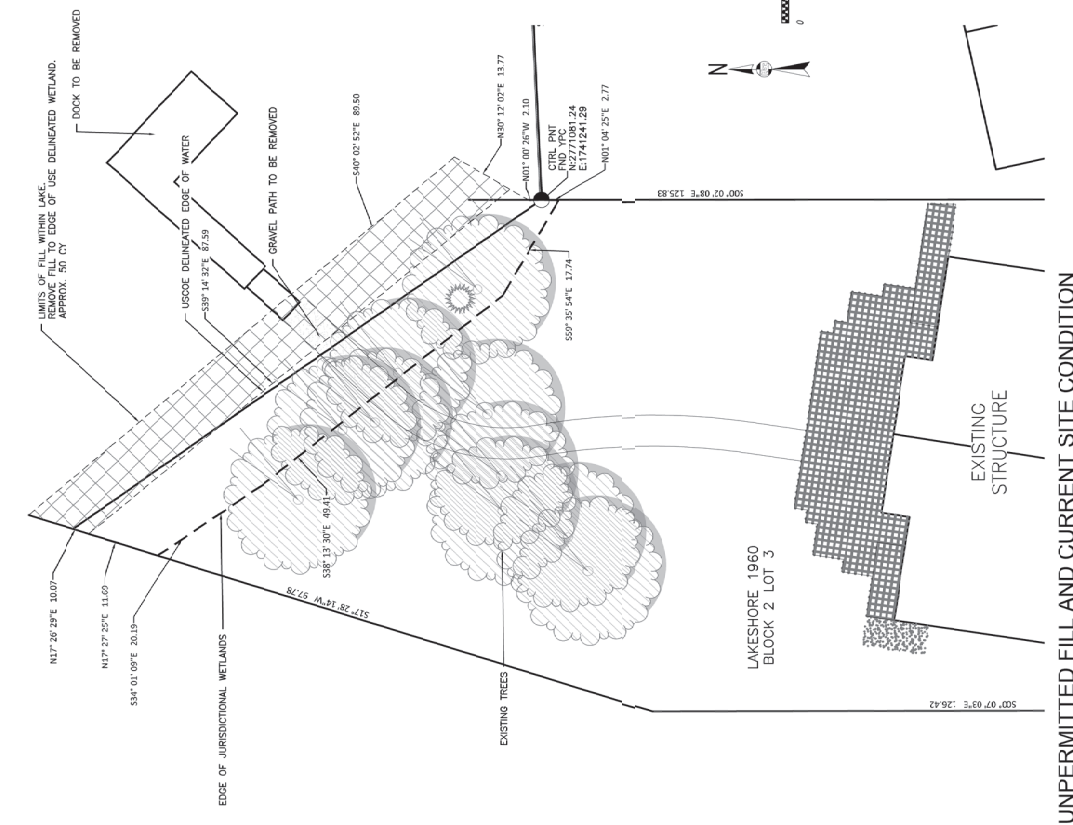 LIMITS OF FILL WITHIN LAKE.
REMOVE FILL TO EDGE OF USE DELINEATED WETLAND.
APPROX. 50 CY
DOCK TO BE REMOVED
USCOE DELINEATED EDGE OF WATER
S39° 14' 32"E 87.59
GRAVEL PATH TO BE REMOVED
S40° 02' 52"E 89.50
N30° 12' 02"E 13.77
N01° 00' 26"W 2.10
CTRL PNT
FND YPC
N:2771081.24
E:1741241.29
N01° 04' 25"E 2.77
N
0
S00° 02' 08"E 125.83
S59° 35' 54"E 17.74
N17° 26' 29"E 10.07
N17° 27' 25"E 11.60
S34° 01' 09"E 20.19
EDGE OF JURISDICTIONAL WETLANDS
S38° 13' 30"E 49.41
S17° 28' 14"W 57.78
EXISTING TREES
LAKESHORE 1960
BLOCK 2 LOT 3
EXISTING
STRUCTURE
S00° 07' 03"E 126.42
UNPERMITTED FILL AND CURRENT SITE CONDITION